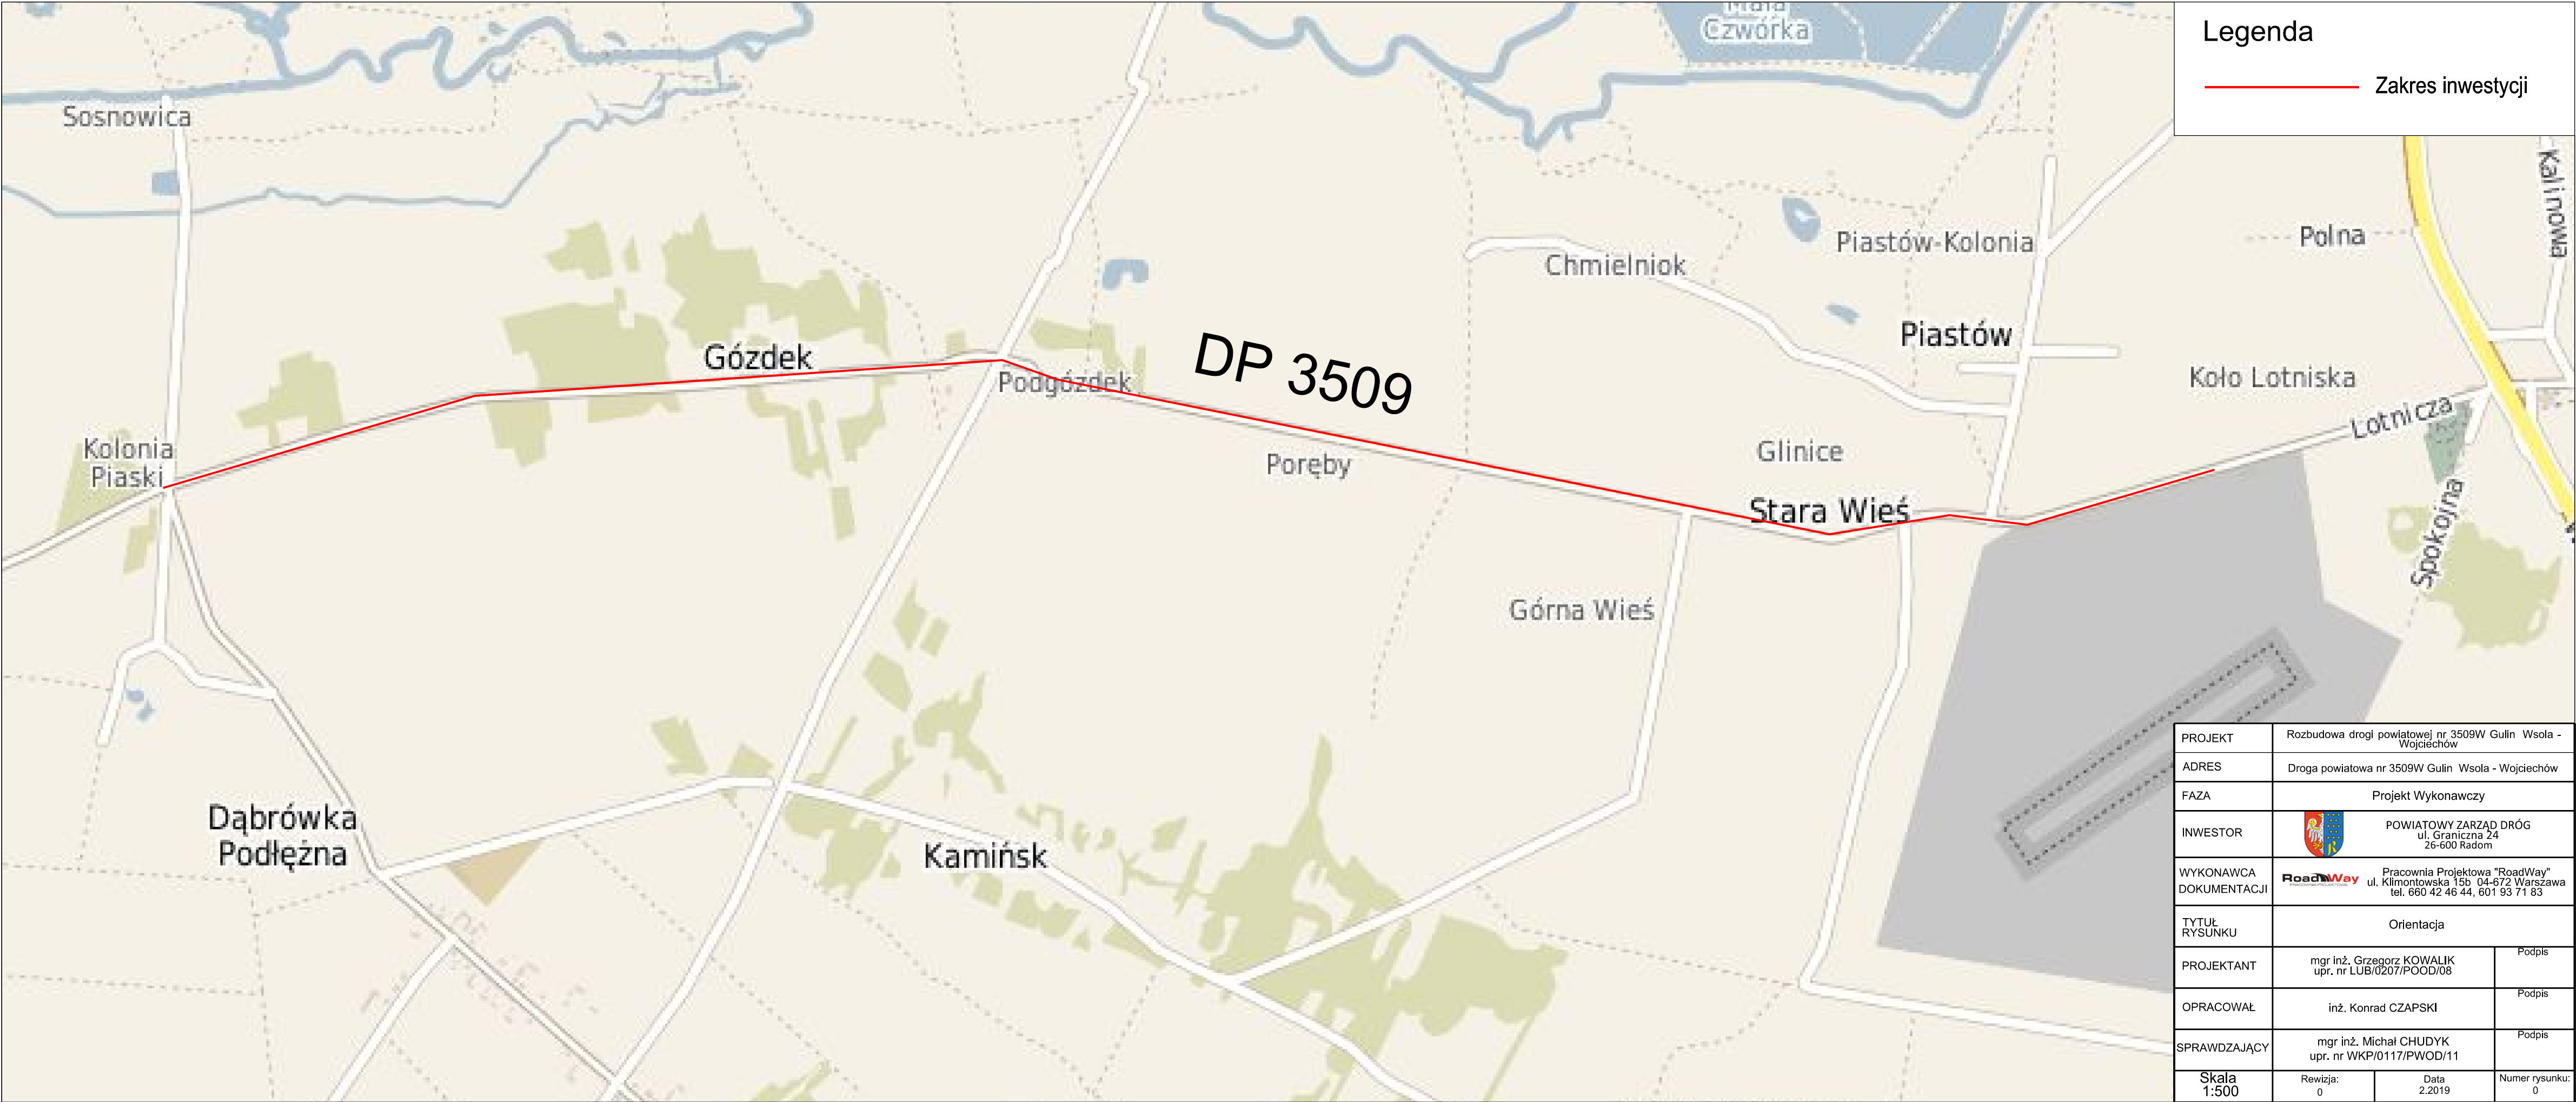 Mała
Czwórka
Legenda
Zakres inwestycji
Sosnowica
Kalinowa
Piastów-Kolonia
Polna
Chmielniok
Piastów
Gózdek
DP 3509
Podgózdek
Koło Lotniska
Lotnicza
Kolonia
Piaski
Poręby
Glinice
Stara Wieś
Spokojna
Górna Wieś
Dąbrówka
Podłężna
Kamińsk
PROJEKT
Rozbudowa drogi powiatowej nr 3509W Gulin Wsola -
Wojciechów
ADRES
Droga powiatowa nr 3509W Gulin Wsola - Wojciechów
FAZA
Projekt Wykonawczy
INWESTOR
POWIATOWY ZARZĄD DRÓG
ul. Graniczna 24
26-600 Radom
WYKONAWCA
DOKUMENTACJI
RoadWay
Pracownia Projektowa "RoadWay"
ul. Klimontowska 15b 04-672 Warszawa
tel. 660 42 46 44, 601 93 71 83
TYTUŁ
RYSUNKU
Orientacja
PROJEKTANT
mgr inż. Grzegorz KOWALIK
upr. nr LUB/0207/POOD/08
Podpis
OPRACOWAŁ
inż. Konrad CZAPSKI
Podpis
SPRAWDZAJĄCY
mgr inż. Michał CHUDYK
upr. nr WKP/0117/PWOD/11
Podpis
Skala
1:500
Rewizja:
0
Data
2.2019
Numer rysunku:
0